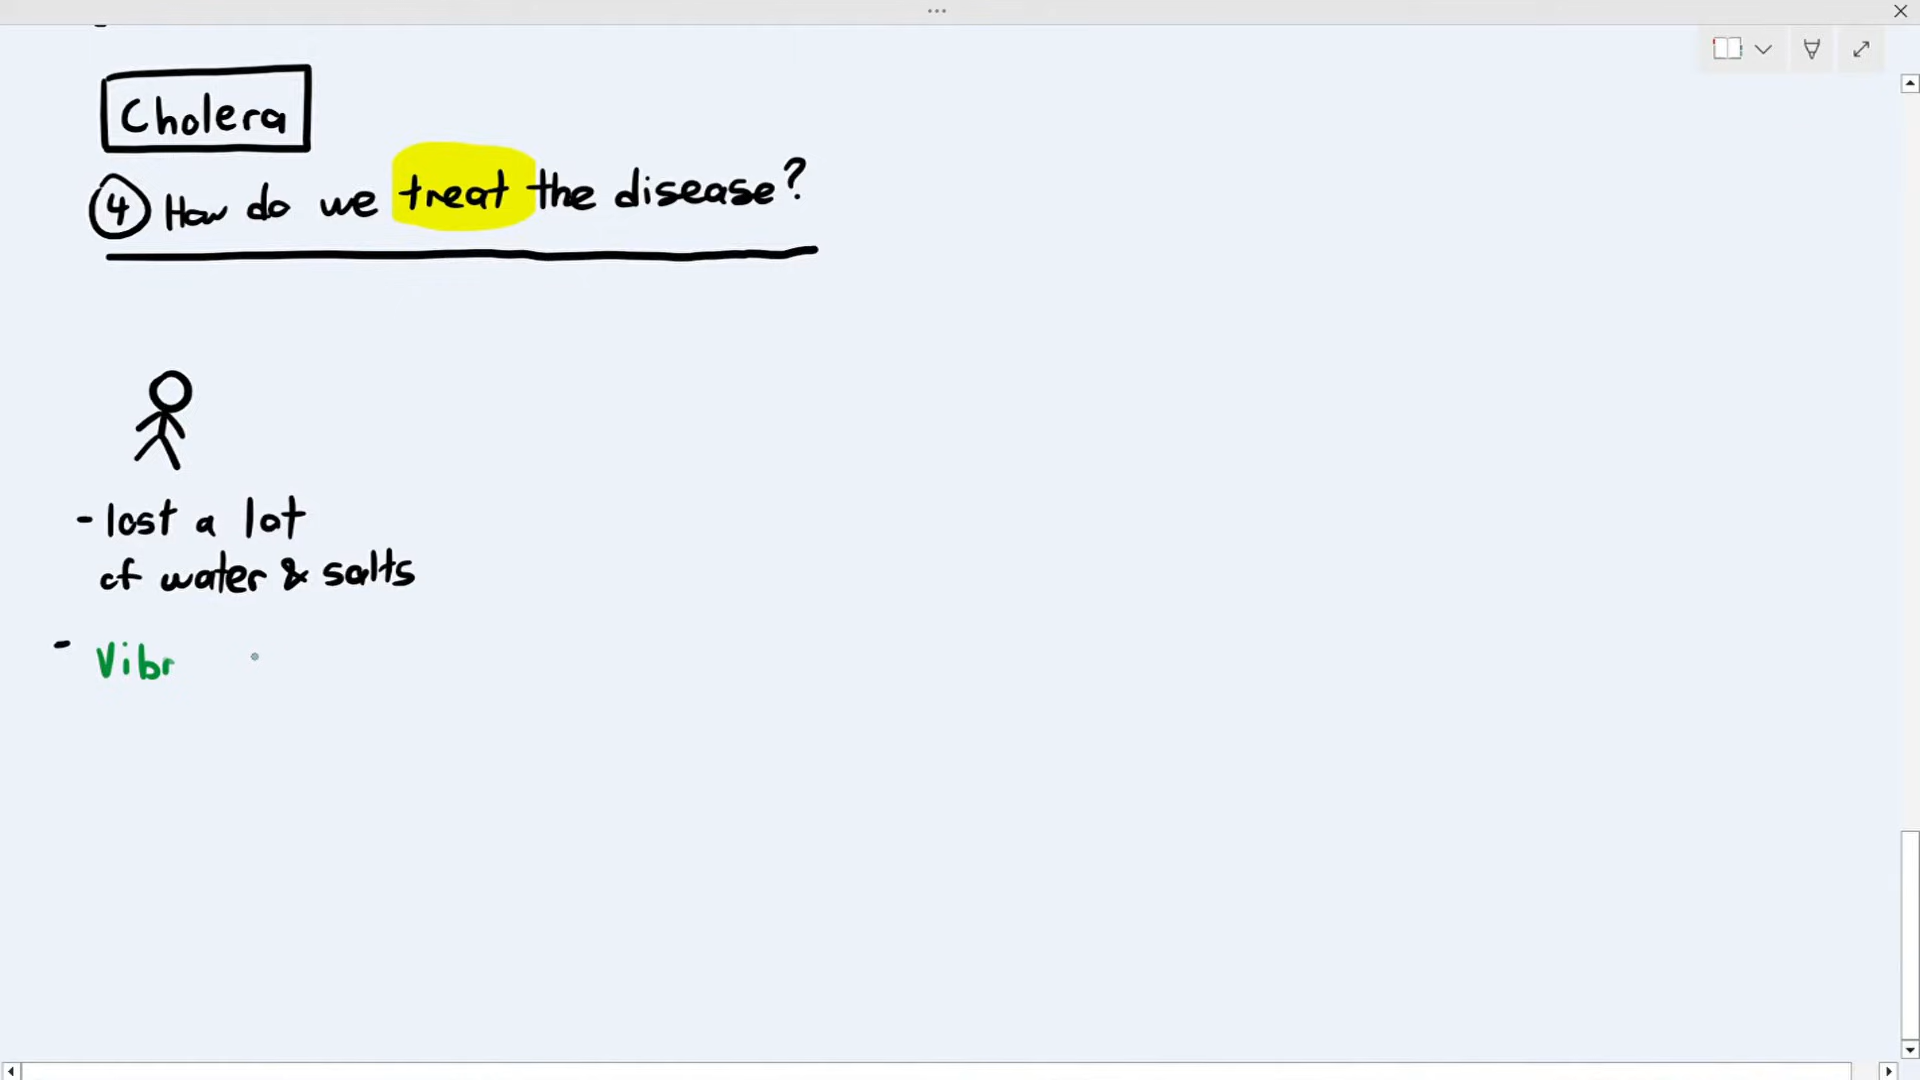 Cholera
④ How do we treat the disease?
- lost a lot
of water & salts
- Vibr